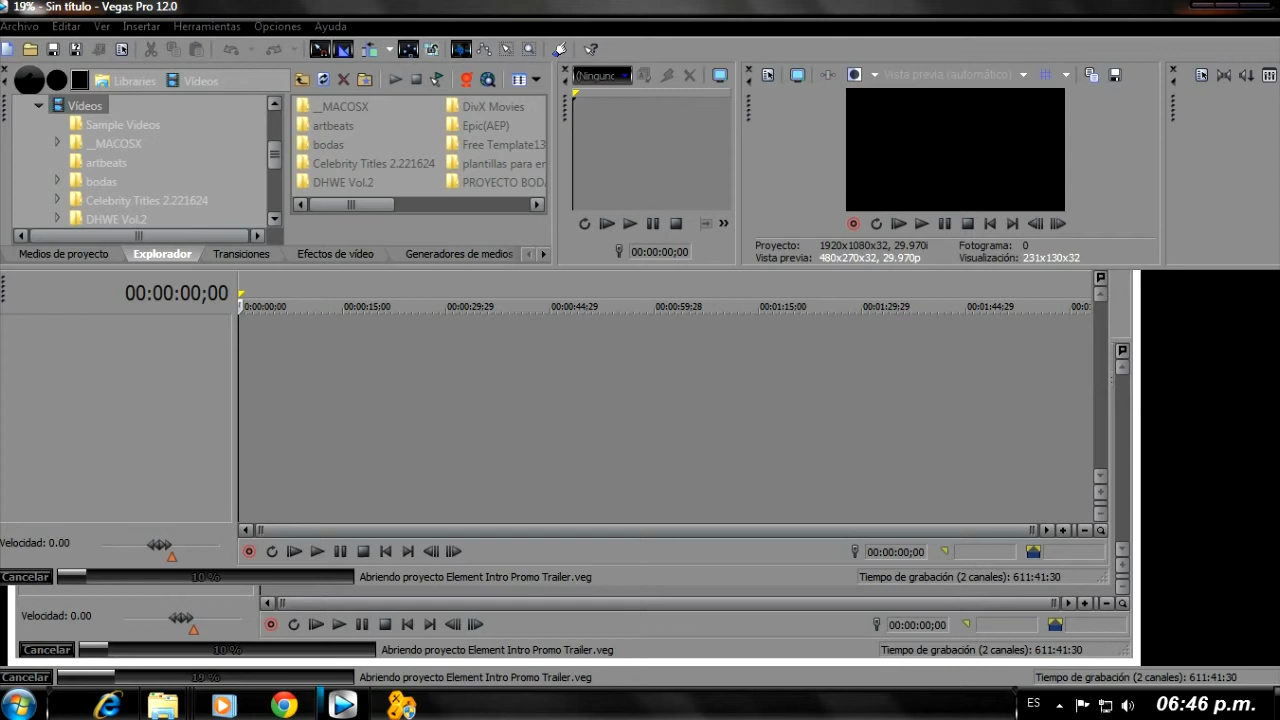 19% - Sin título - Vegas Pro 12.0
Archivo Editar Ver Insertar Herramientas Opciones Ayuda
Libraries Vídeos
(Ninguno
Vista previa (automático)
Vídeos
Sample Videos
__MACOSX
artbeats
bodas
Celebrity Titles 2.221624
DHWE Vol.2
__MACOSX DivX Movies
artbeats Epic(AEP)
bodas Free Template13
Celebrity Titles 2.221624 plantillas para en
DHWE Vol.2 PROYECTO BOD
00:00:00;00
Proyecto: 1920x1080x32, 29.970i Fotograma: 0
Vista previa: 480x270x32, 29.970p Visualización: 231x130x32
Medios de proyecto Explorador Transiciones Efectos de vídeo Generadores de medios
00:00:00;00
0:00:00;00 00:00:15;00 00:00:29;29 00:00:44;29 00:00:59;28 00:01:15;00 00:01:29;29 00:01:44;29 00:0
Velocidad: 0.00
00:00:00;00
Cancelar 10 % Abriendo proyecto Element Intro Promo Trailer.veg Tiempo de grabación (2 canales): 611:41:30
Velocidad: 0.00
00:00:00;00
Cancelar 10 % Abriendo proyecto Element Intro Promo Trailer.veg Tiempo de grabación (2 canales): 611:41:30
Cancelar 19 % Abriendo proyecto Element Intro Promo Trailer.veg Tiempo de grabación (2 canales): 611:41:30
ES 06:46 p.m.